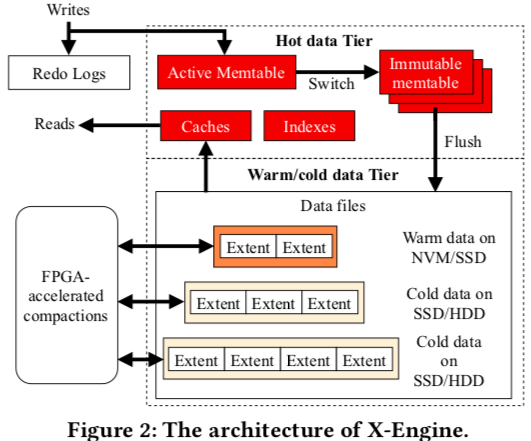 Writes
Hot data Tier
Redo Logs
Active Memtable
Switch
Immutable
memtable
Reads
Caches
Indexes
Flush
Warm/cold data Tier
Data files
FPGA-
accelerated
compactions
Extent Extent
Warm data on
NVM/SSD
Extent Extent Extent
Cold data on
SSD/HDD
Extent Extent Extent Extent
Cold data
on
SSD/HDD
Figure 2: The architecture of X-Engine.